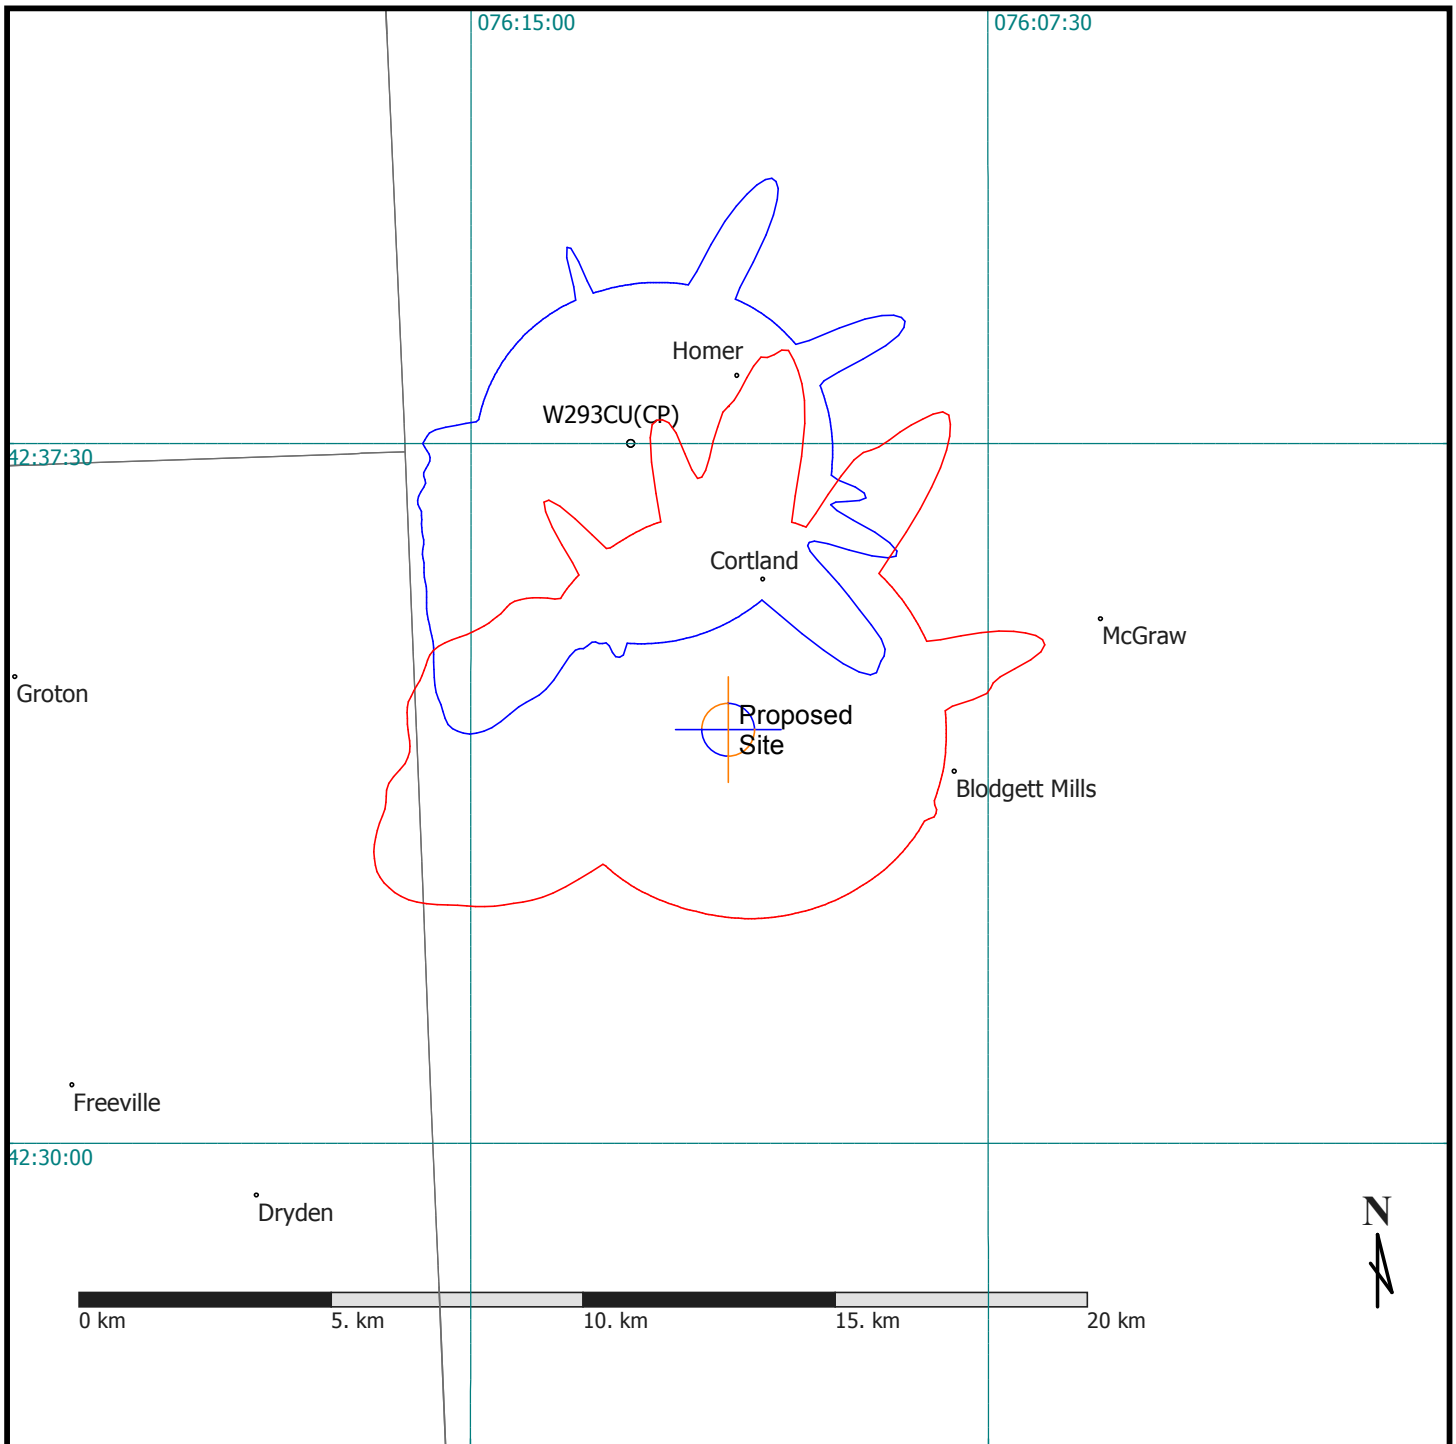 076:15:00
076:07:30
Homer
W293CU(CP)
42:37:30
Cortland
McGraw
Groton
Proposed
Site
Blodgett Mills
Freeville
42:30:00
Dryden
N
0 km
5. km
10. km
15. km
20 km